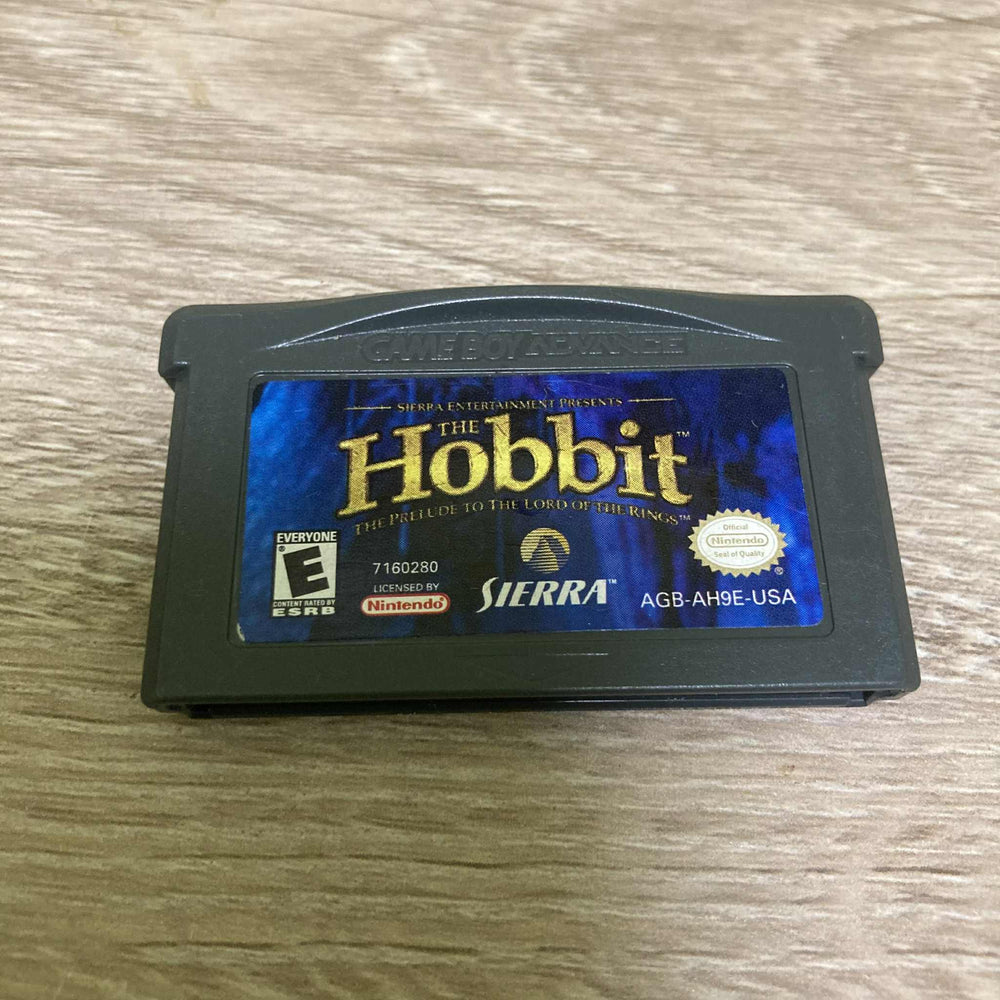 GAME BOY ADVANCE
SIERRA ENTERTAINMENT PRESENTS
THE
Hobbit™
THE PRELUDE TO THE LORD OF THE RINGS™
EVERYONE
E®
CONTENT RATED BY
ESRB
7160280
LICENSED BY
Nintendo®
SIERRA™
Official
Nintendo
Seal of Quality
®
AGB-AH9E-USA